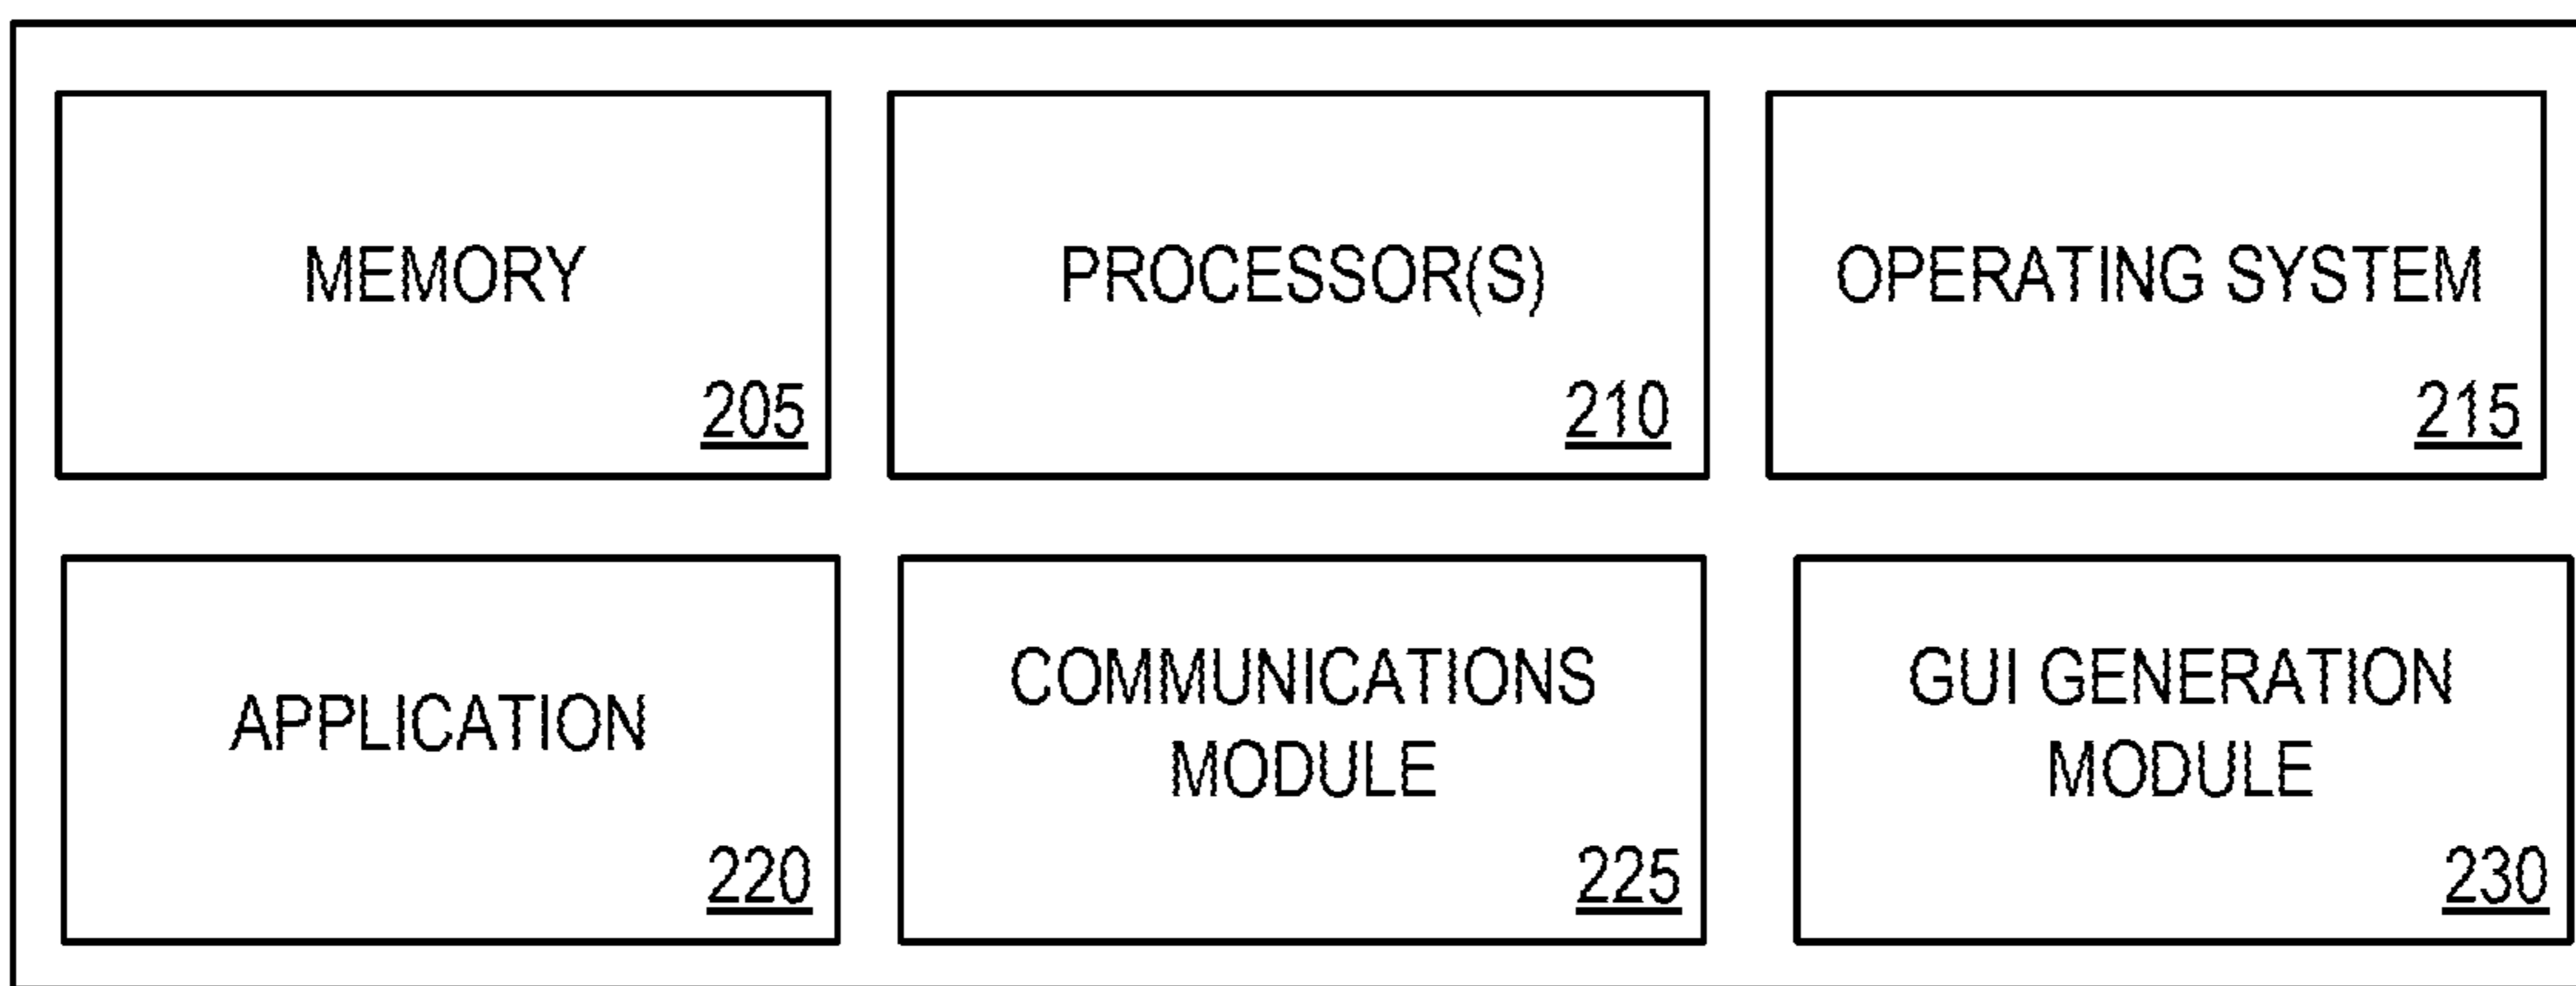 MEMORY
205
PROCESSOR(S)
210
OPERATING SYSTEM
215
APPLICATION
220
COMMUNICATIONS
MODULE
225
GUI GENERATION
MODULE
230